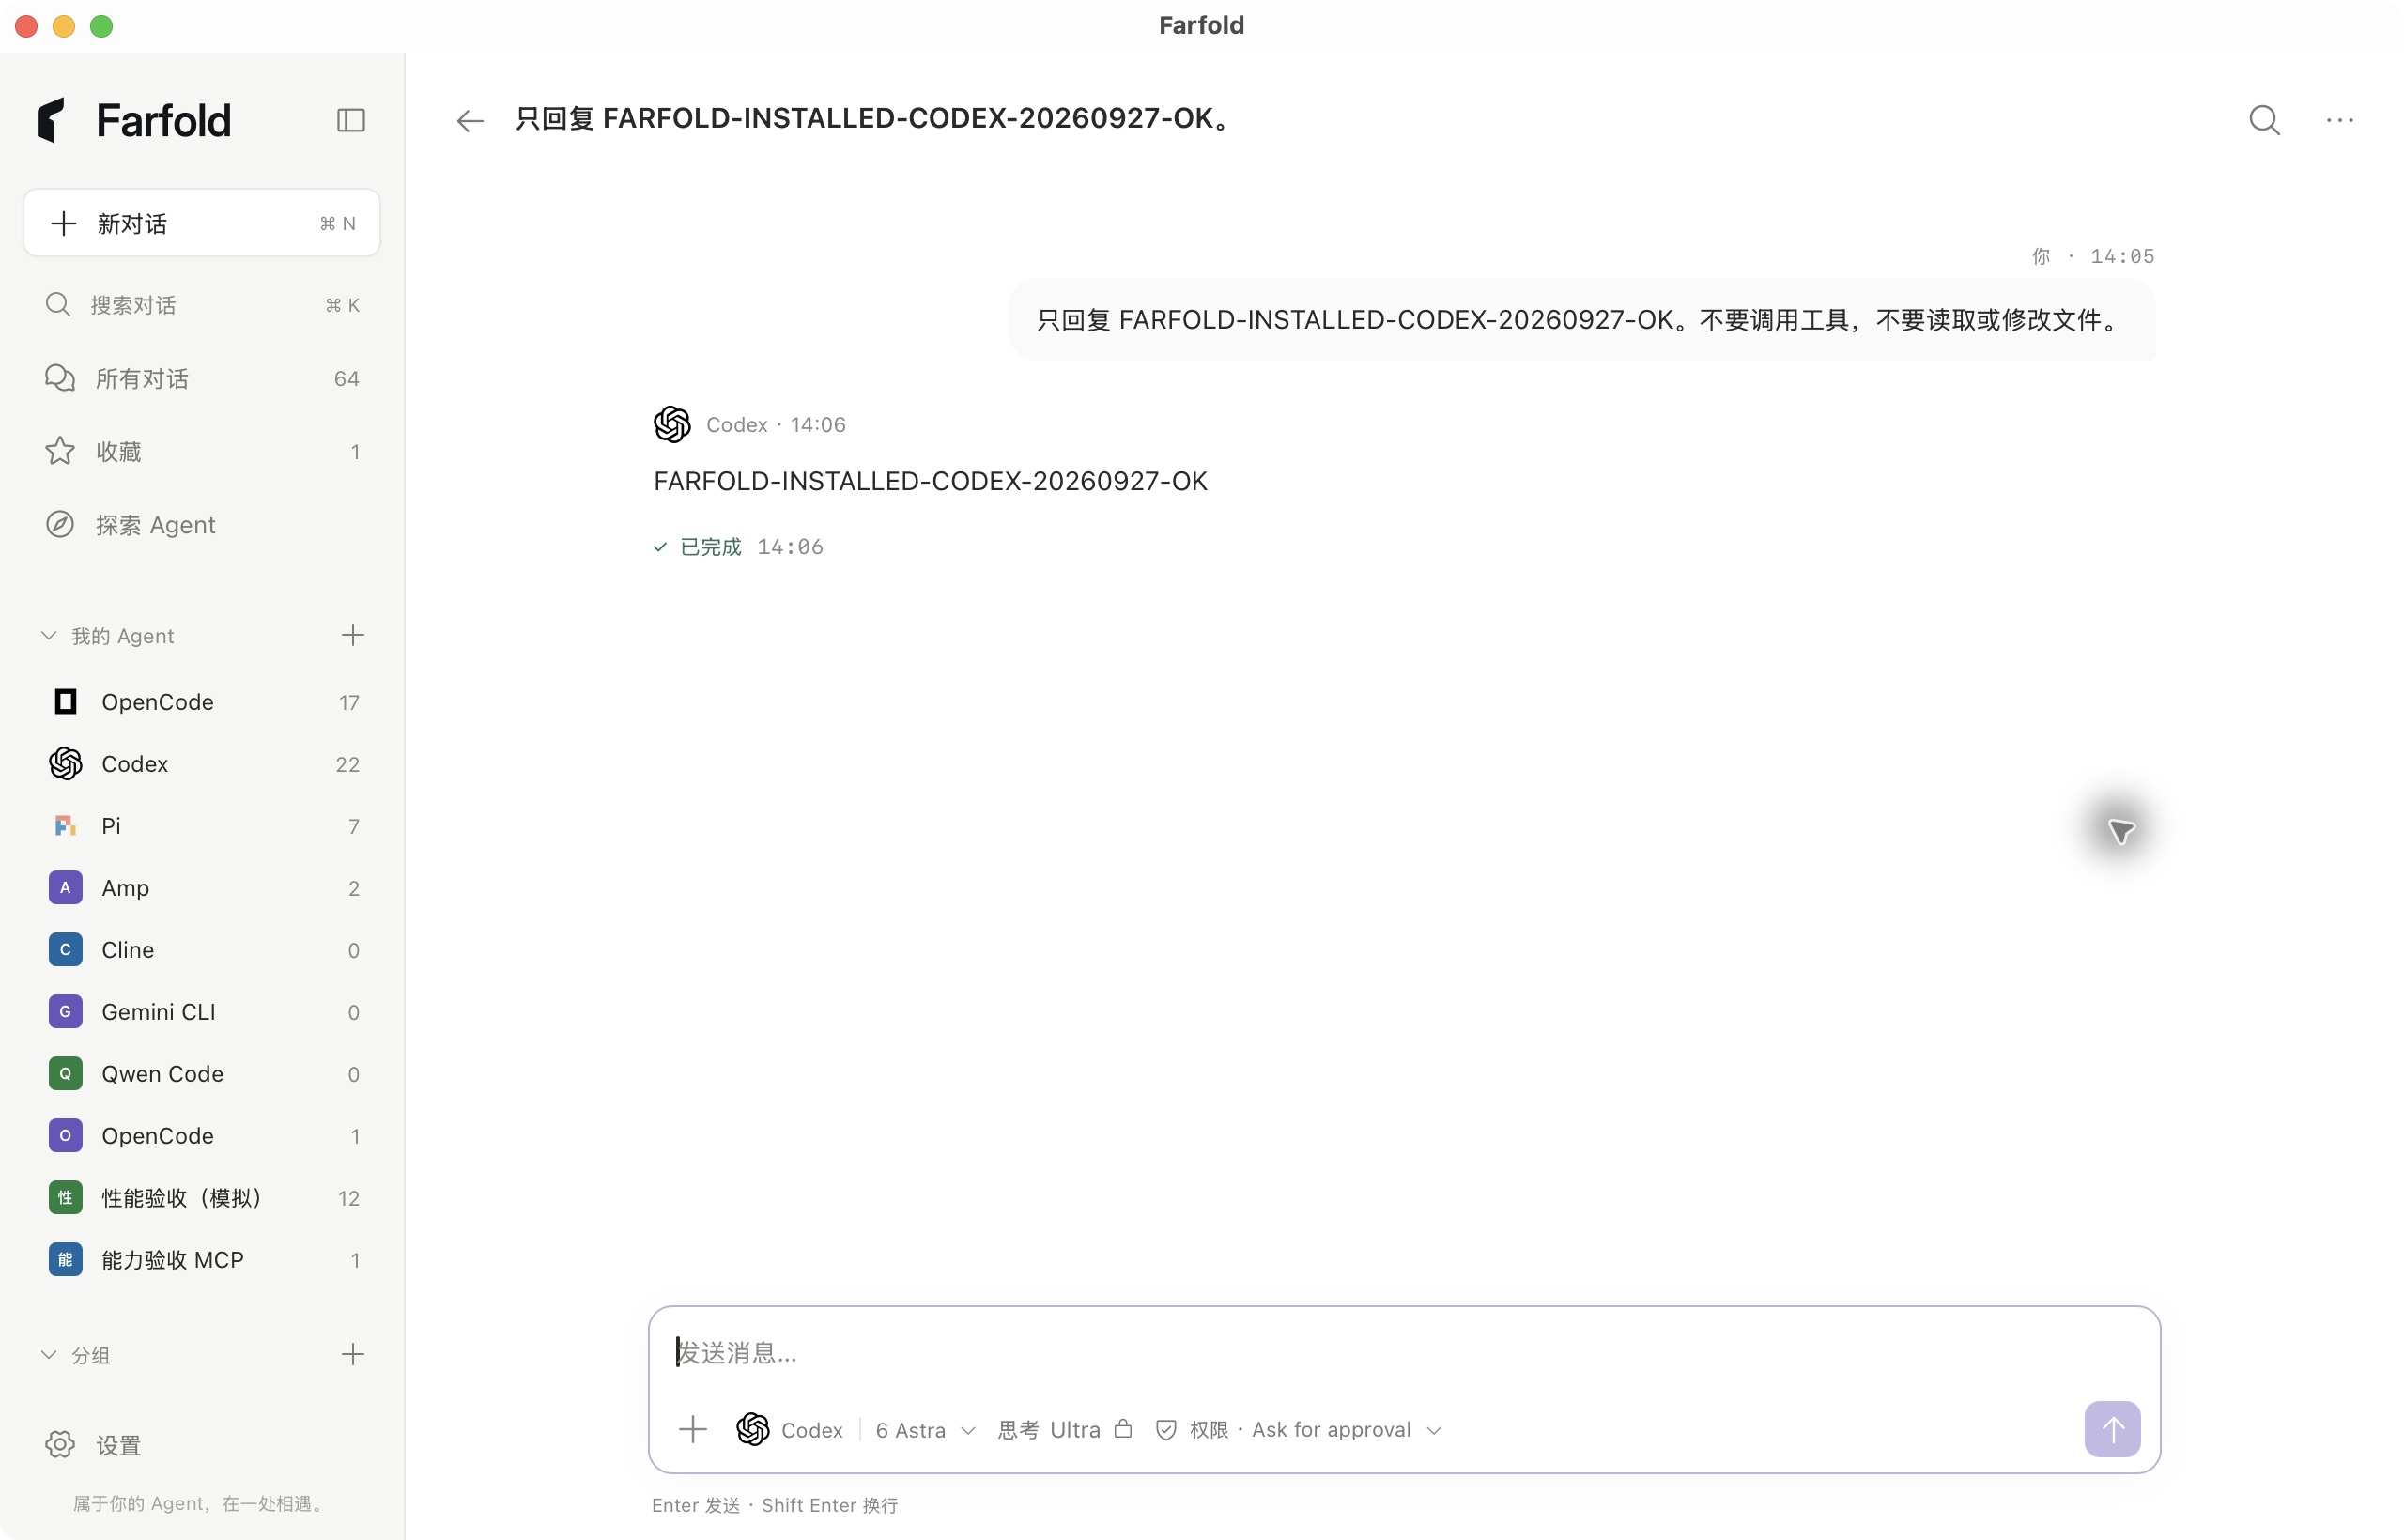 Farfold
Farfold
新对话 ⌘ N
搜索对话 ⌘ K
所有对话 64
收藏 1
探索 Agent
我的 Agent
OpenCode 17
Codex 22
Pi 7
A Amp 2
C Cline 0
G Gemini CLI 0
Q Qwen Code 0
O OpenCode 1
性 性能验收（模拟） 12
能 能力验收 MCP 1
分组
设置
属于你的 Agent，在一处相遇。
只回复 FARFOLD-INSTALLED-CODEX-20260927-OK。
你 · 14:05
只回复 FARFOLD-INSTALLED-CODEX-20260927-OK。不要调用工具，不要读取或修改文件。
Codex · 14:06
FARFOLD-INSTALLED-CODEX-20260927-OK
已完成 14:06
发送消息...
Codex 6 Astra 思考 Ultra 权限 · Ask for approval
Enter 发送 · Shift Enter 换行